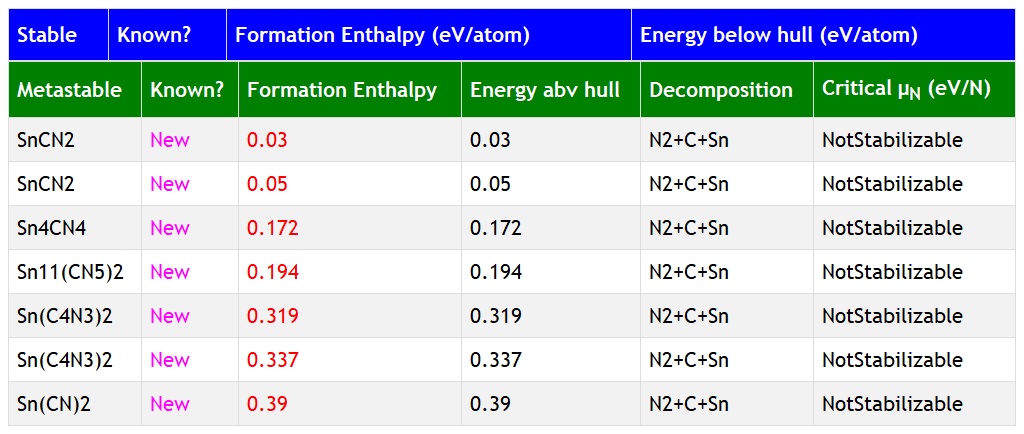 Stable Known? Formation Enthalpy (eV/atom) Energy below hull (eV/atom)
Metastable Known? Formation Enthalpy Energy abv hull Decomposition Critical μN (eV/N)
SnCN2 New 0.03 0.03 N2+C+Sn NotStabilizable
SnCN2 New 0.05 0.05 N2+C+Sn NotStabilizable
Sn4CN4 New 0.172 0.172 N2+C+Sn NotStabilizable
Sn11(CN5)2 New 0.194 0.194 N2+C+Sn NotStabilizable
Sn(C4N3)2 New 0.319 0.319 N2+C+Sn NotStabilizable
Sn(C4N3)2 New 0.337 0.337 N2+C+Sn NotStabilizable
Sn(CN)2 New 0.39 0.39 N2+C+Sn NotStabilizable